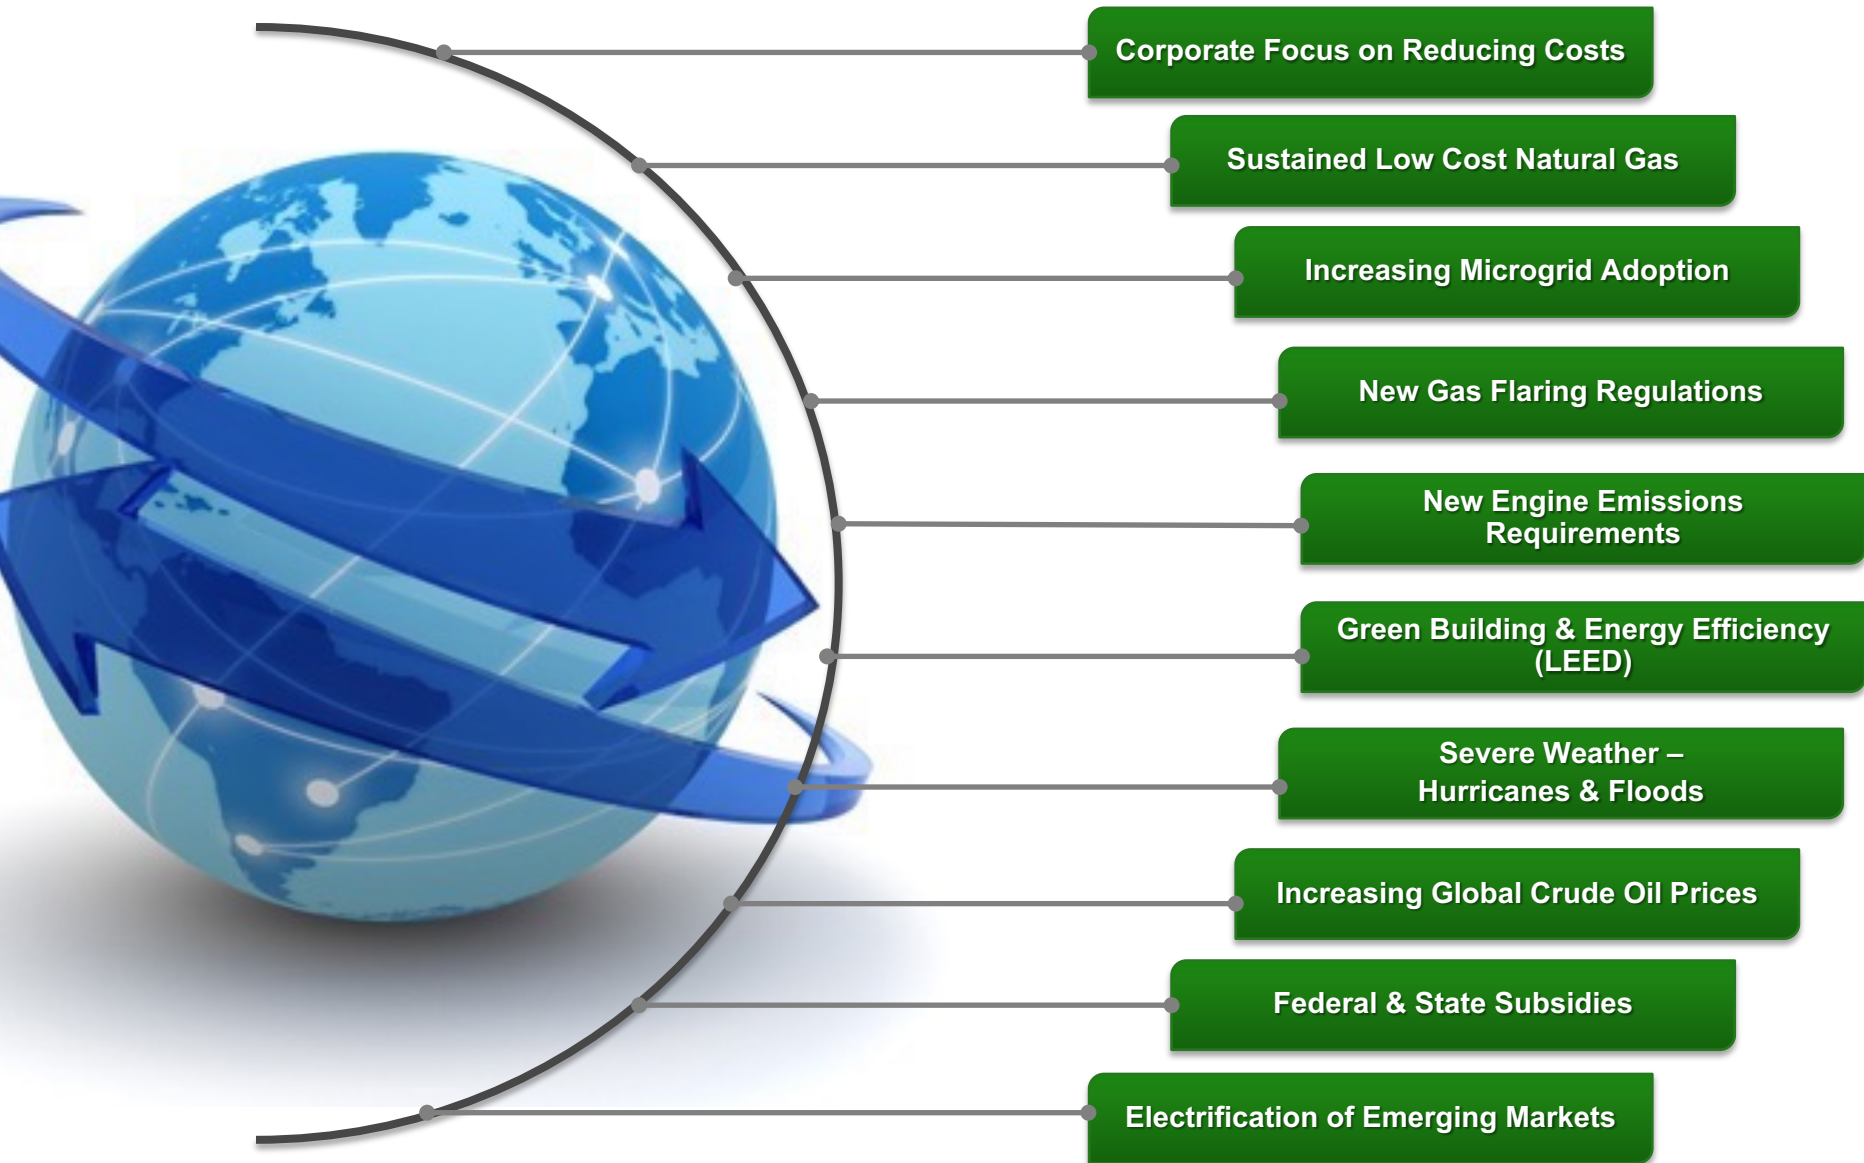 Corporate Focus on Reducing Costs
Sustained Low Cost Natural Gas
Increasing Microgrid Adoption
New Gas Flaring Regulations
New Engine Emissions
Requirements
Green Building & Energy Efficiency
(LEED)
Severe Weather –
Hurricanes & Floods
Increasing Global Crude Oil Prices
Federal & State Subsidies
Electrification of Emerging Markets